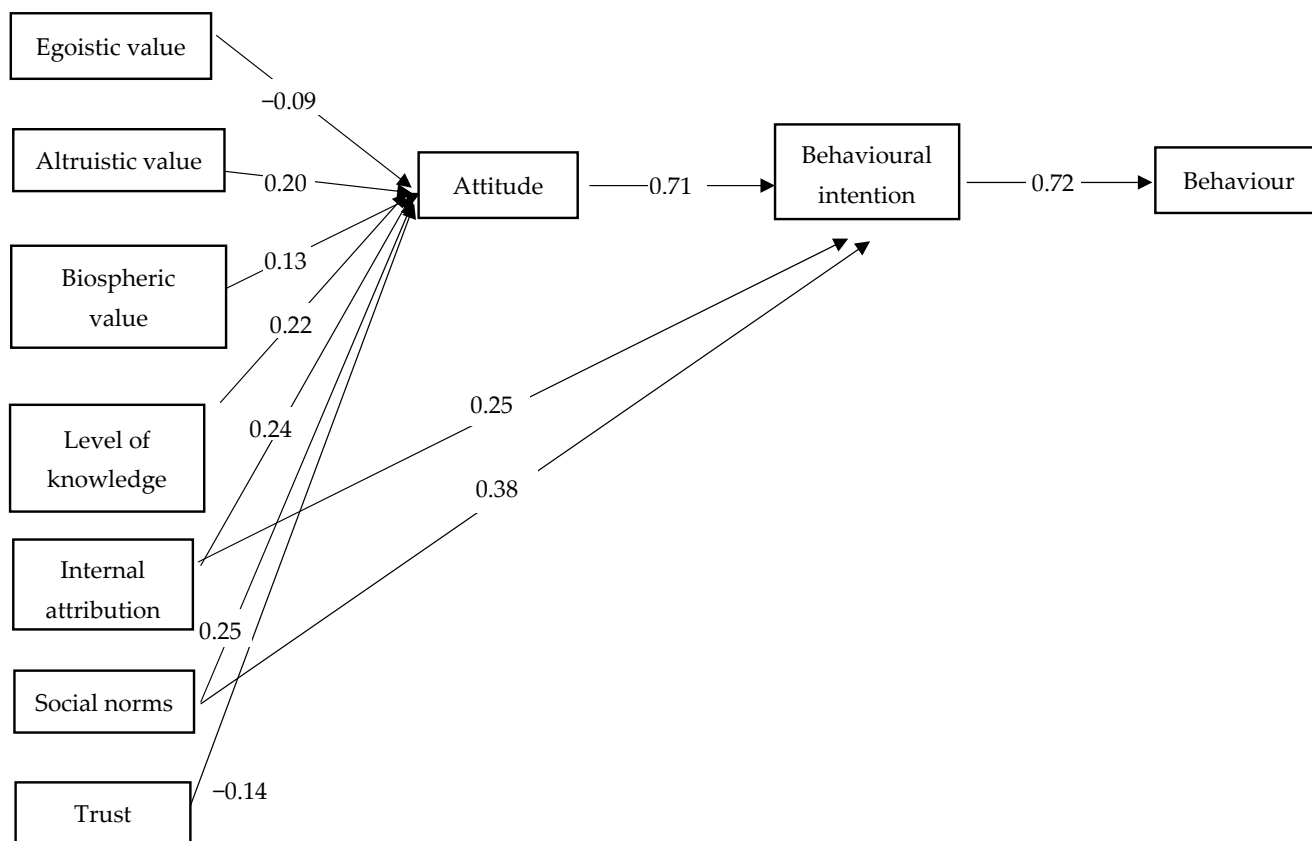 Egoistic value
−0.09
Altruistic value
0.20
Biospheric
value
0.13
Level of
knowledge
0.22
Internal
attribution
0.24
0.25
Social norms
0.25
0.38
Trust
−0.14
Attitude
0.71
Behavioural
intention
0.72
Behaviour